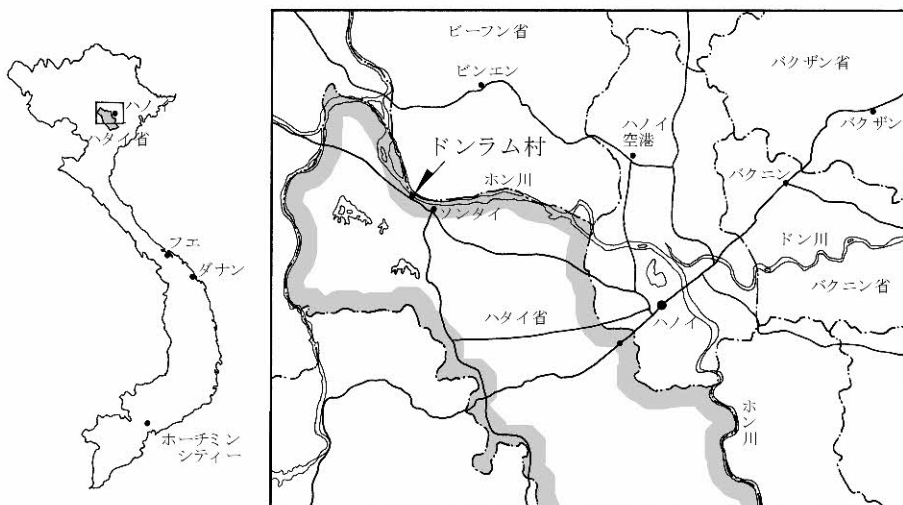 ハノイ
ハタイ省
フエ
ダナン
ホーチミン
シティー
ビーフン省
ビンエン
バクザン省
ハノイ
空港
バクザン
ドンラム村
ホン川
バクニン
ソンタイ
ドン川
バクニン省
ハタイ省
ハノイ
ホン川